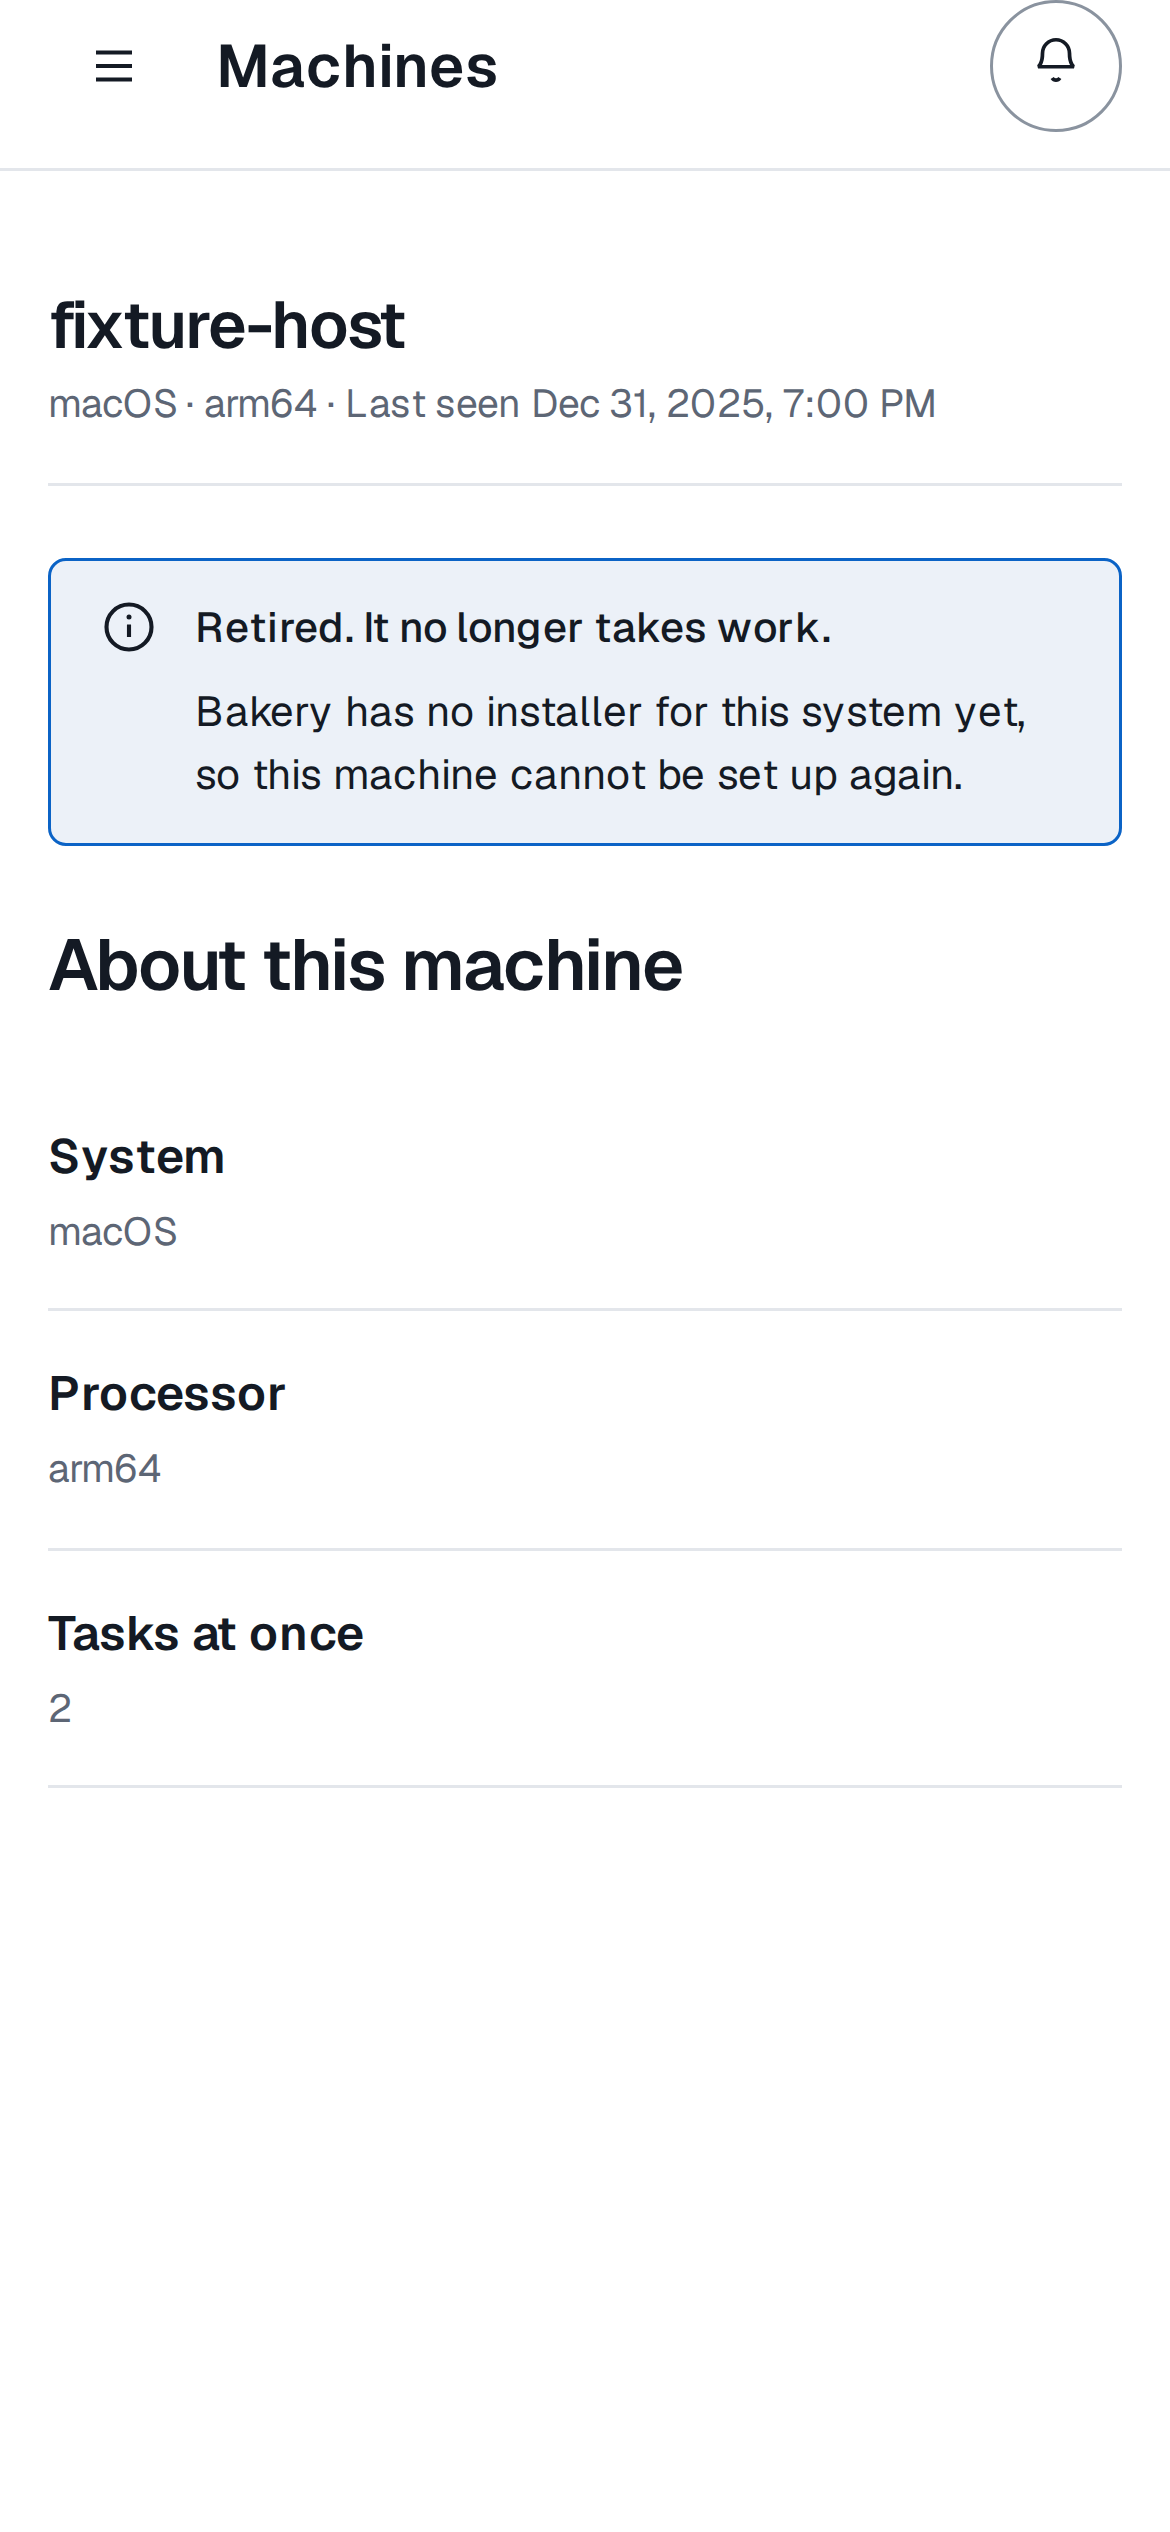 Machines
fixture-host
macOS · arm64 · Last seen Dec 31, 2025, 7:00 PM
Retired. It no longer takes work.
Bakery has no installer for this system yet,
so this machine cannot be set up again.
About this machine
System
macOS
Processor
arm64
Tasks at once
2